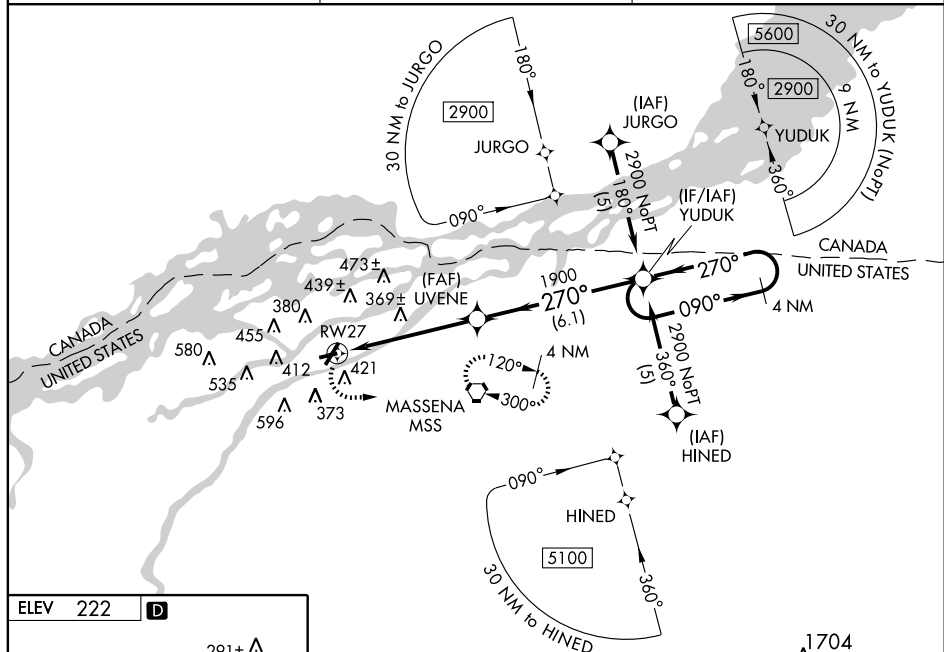 30 NM to JURGO
180°
2900
JURGO
090°
(IAF)
JURGO
2900 NoPT
180°
(5)
5600
30 NM to YUDUK (NoPT)
180°
2900
9 NM
YUDUK
360°
(IF/IAF)
YUDUK
CANADA
UNITED STATES
270°
090°
4 NM
1900
270°
(6.1)
(FAF)
UVENE
473±
439±
369±
380
455
CANADA
UNITED STATES
580
535
412
RW27
421
596
373
MASSENA
MSS
120°
4 NM
300°
2900 NoPT
360°
(5)
(IAF)
HINED
090°
HINED
5100
360°
30 NM to HINED
ELEV 222 D
291±
1704